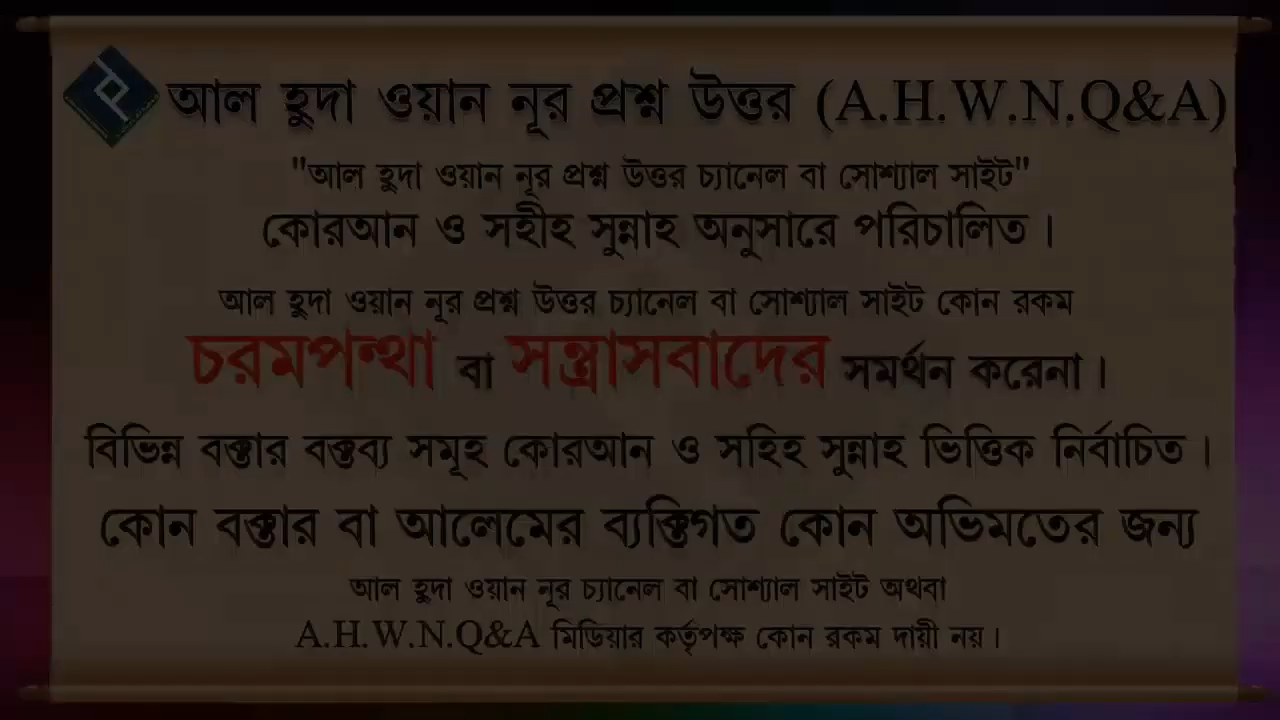 আল হুদা ওয়ান নূর প্রশ্ন উত্তর (A.H.W.N.Q&A)
"আল হুদা ওয়ান নূর প্রশ্ন উত্তর চ্যানেল বা সোশ্যাল সাইট"
কোরআন ও সহীহ সুন্নাহ অনুসারে পরিচালিত।
আল হুদা ওয়ান নূর প্রশ্ন উত্তর চ্যানেল বা সোশ্যাল সাইট কোন রকম
চরমপন্থা বা সন্ত্রাসবাদের সমর্থন করেনা।
বিভিন্ন বক্তার বক্তব্য সমূহ কোরআন ও সহিহ সুন্নাহ ভিত্তিক নির্বাচিত।
কোন বক্তার বা আলেমের ব্যক্তিগত কোন অভিমতের জন্য
আল হুদা ওয়ান নূর চ্যানেল বা সোশ্যাল সাইট অথবা
A.H.W.N.Q&A মিডিয়ার কর্তৃপক্ষ কোন রকম দায়ী নয়।